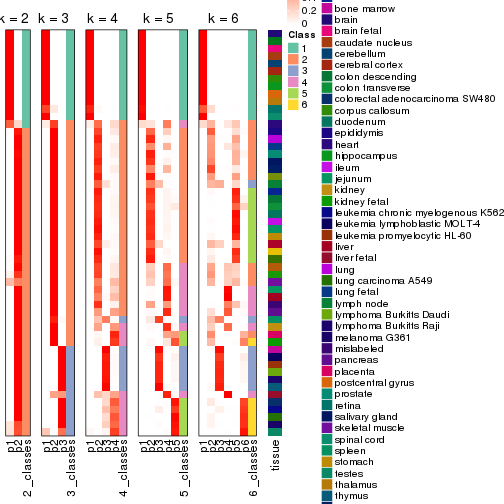 k = 2
k = 3
k = 4
k = 5
k = 6
0.2
0
Class
1
2
3
4
5
6
bone marrow
brain
brain fetal
caudate nucleus
cerebellum
cerebral cortex
colon descending
colon transverse
colorectal adenocarcinoma SW480
corpus callosum
duodenum
epididymis
heart
hippocampus
ileum
jejunum
kidney
kidney fetal
leukemia chronic myelogenous K562
leukemia lymphoblastic MOLT-4
leukemia promyelocytic HL-60
liver
liver fetal
lung
lung carcinoma A549
lung fetal
lymph node
lymphoma Burkitts Daudi
lymphoma Burkitts Raji
melanoma G361
mislabeled
pancreas
placenta
postcentral gyrus
prostate
retina
salivary gland
skeletal muscle
spinal cord
spleen
stomach
testes
thalamus
thymus
p1
p2
2_classes
p1
p2
p3
3_classes
p1
p2
p3
p4
4_classes
p1
p2
p3
p4
p5
5_classes
p1
p2
p3
p4
p5
p6
6_classes
tissue